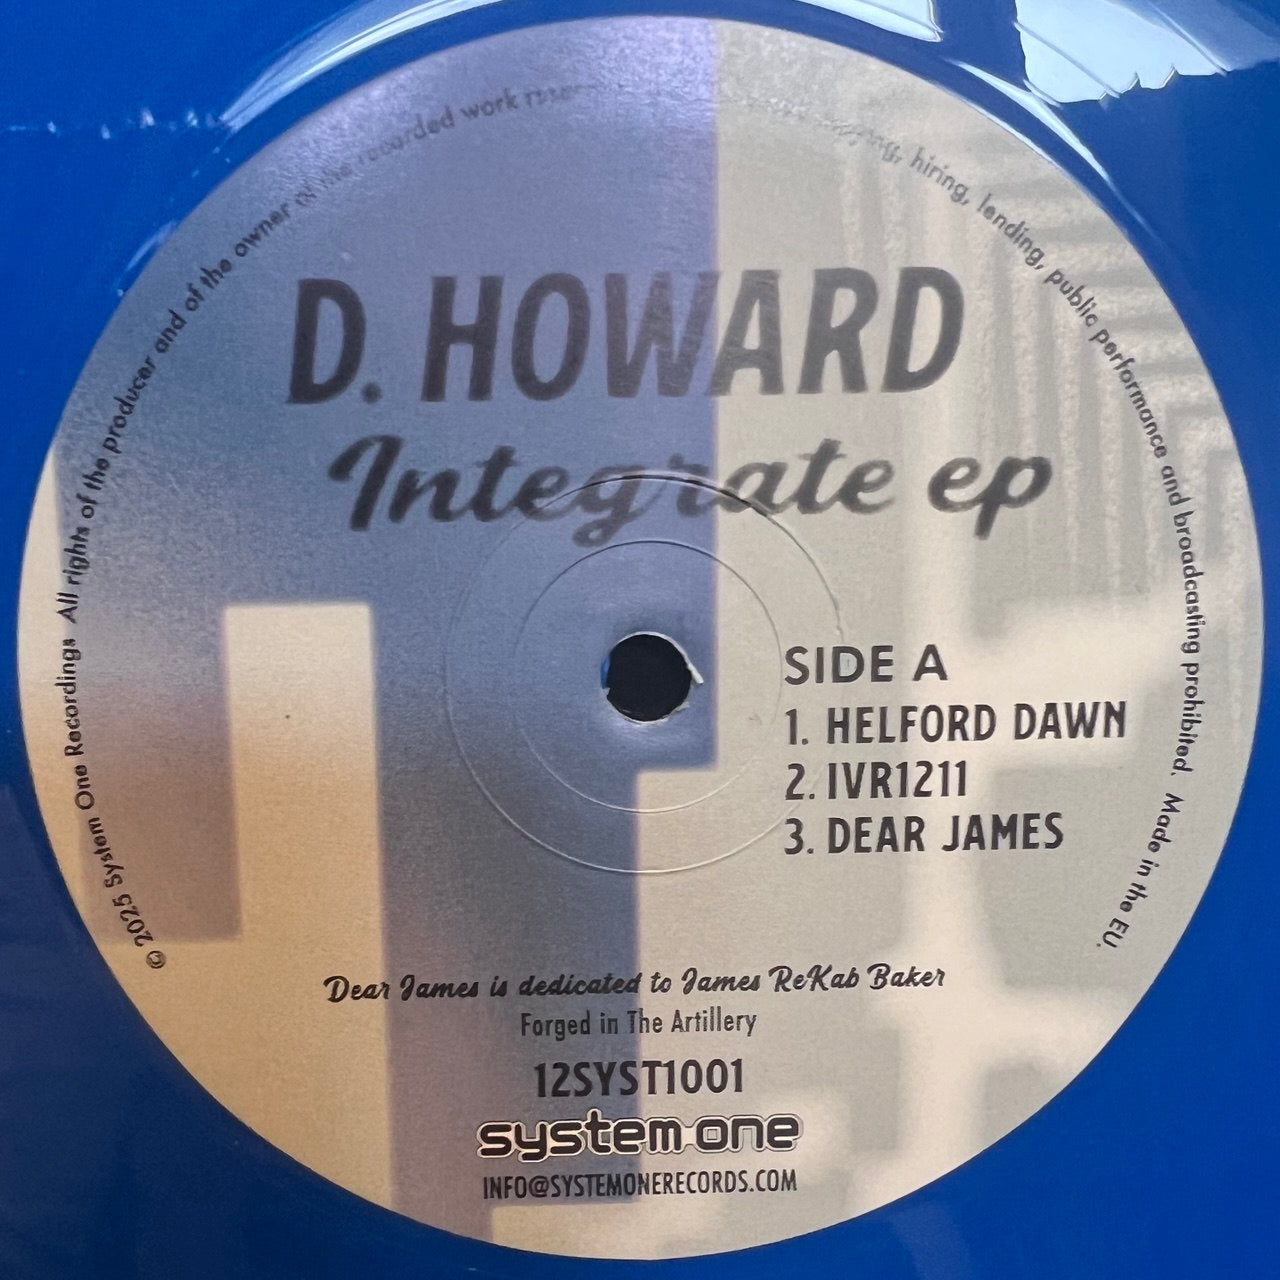 D. HOWARD
Integrate ep
SIDE A
1. HELFORD DAWN
2. IVR1211
3. DEAR JAMES
Dear James is dedicated to James ReKab Baker
Forged in The Artillery
12SYST1001
system one
INFO@SYSTEMONERECORDS.COM
© 2025 System One Recordings All rights of the producer and of the owner of the recorded work hiring, lending, public performance and broadcasting prohibited. Made in the EU.